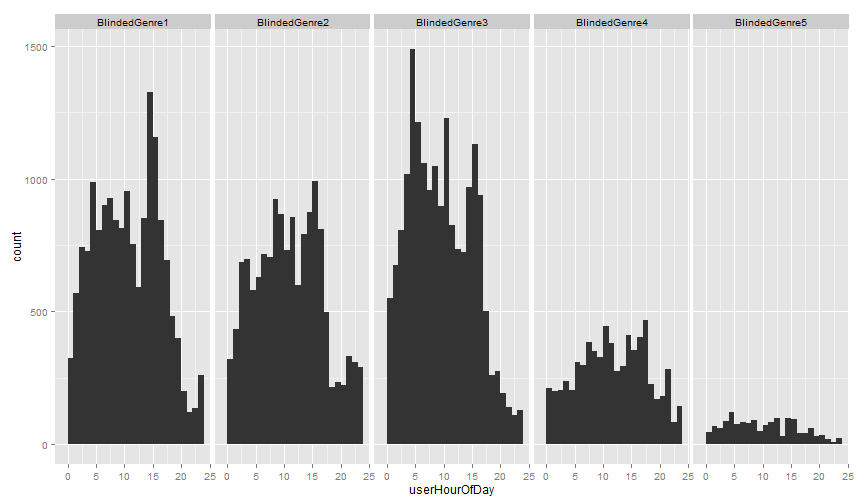 BlindedGenre1 BlindedGenre2 BlindedGenre3 BlindedGenre4 BlindedGenre5
1500
1000
500
0
count
0 5 10 15 20 25 0 5 10 15 20 25 0 5 10 15 20 25 0 5 10 15 20 25 0 5 10 15 20 25
userHourOfDay